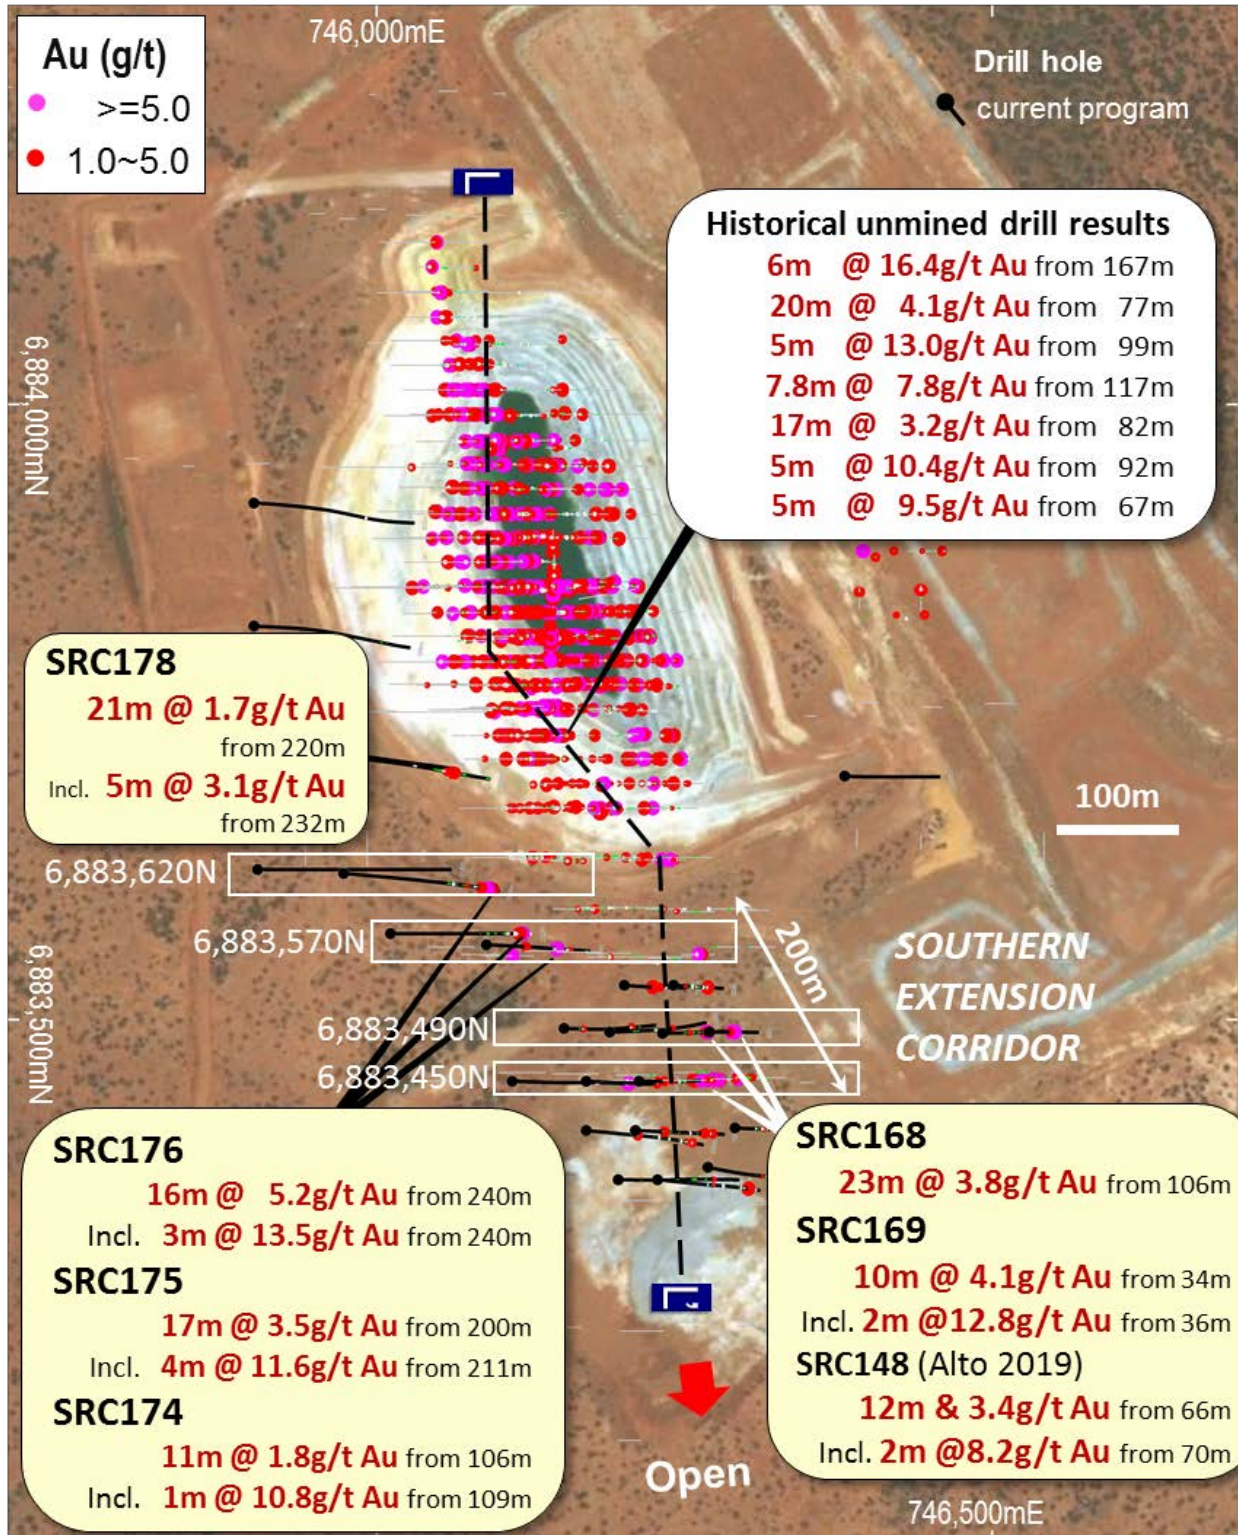 746,000mE
Au (g/t)
>=5.0
1.0~5.0
Drill hole
current program
Historical unmined drill results
6m @ 16.4g/t Au from 167m
20m @ 4.1g/t Au from 77m
5m @ 13.0g/t Au from 99m
7.8m @ 7.8g/t Au from 117m
17m @ 3.2g/t Au from 82m
5m @ 10.4g/t Au from 92m
5m @ 9.5g/t Au from 67m
6,884,000mN
SRC178
21m @ 1.7g/t Au
from 220m
Incl. 5m @ 3.1g/t Au
from 232m
100m
6,883,620N
6,883,570N
200m
SOUTHERN
EXTENSION
CORRIDOR
6,883,500mN
6,883,490N
6,883,450N
SRC176
16m @ 5.2g/t Au from 240m
Incl. 3m @ 13.5g/t Au from 240m
SRC175
17m @ 3.5g/t Au from 200m
Incl. 4m @ 11.6g/t Au from 211m
SRC174
11m @ 1.8g/t Au from 106m
Incl. 1m @ 10.8g/t Au from 109m
SRC168
23m @ 3.8g/t Au from 106m
SRC169
10m @ 4.1g/t Au from 34m
Incl. 2m @12.8g/t Au from 36m
SRC148 (Alto 2019)
12m & 3.4g/t Au from 66m
Incl. 2m @8.2g/t Au from 70m
Open
746,500mE